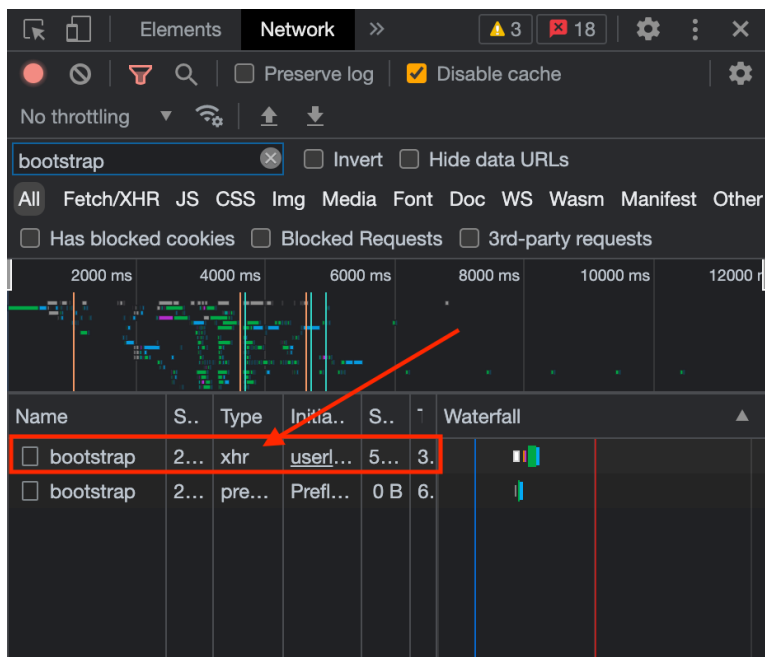 Elements Network » 3 18
Preserve log Disable cache
No throttling
bootstrap Invert Hide data URLs
All Fetch/XHR JS CSS Img Media Font Doc WS Wasm Manifest Other
Has blocked cookies Blocked Requests 3rd-party requests
2000 ms 4000 ms 6000 ms 8000 ms 10000 ms 12000
Name S.. Type Initia.. S.. Waterfall
bootstrap 2... xhr userl... 5... 3.
bootstrap 2... pre... Prefl... 0 B 6.